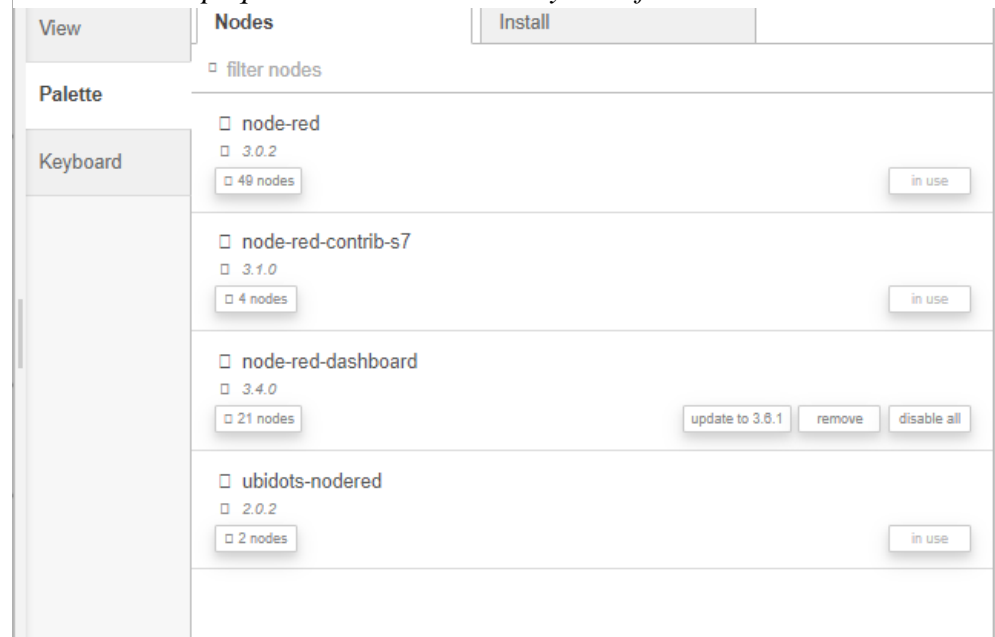 View
Nodes
Install
filter nodes
Palette
node-red
3.0.2
Keyboard
49 nodes
in use
node-red-contrib-s7
3.1.0
4 nodes
in use
node-red-dashboard
3.4.0
21 nodes
update to 3.6.1
remove
disable all
ubidots-nodered
2.0.2
2 nodes
in use